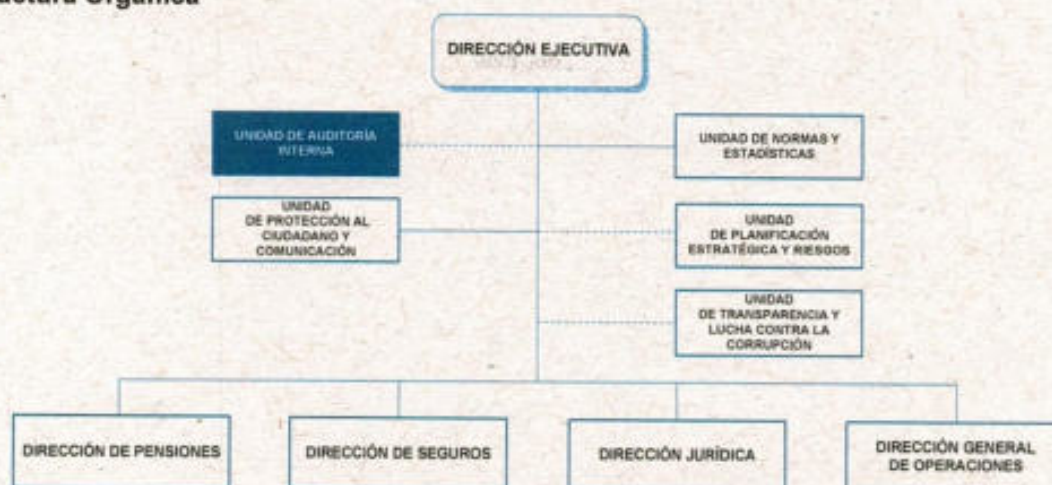 Orgánica
DIRECCIÓN EJECUTIVA
UNIDAD DE AUDITORÍA
INTERNA
UNIDAD DE NORMAS Y
ESTADÍSTICAS
UNIDAD
DE PROTECCIÓN AL
CIUDADANO Y
COMUNICACIÓN
UNIDAD
DE PLANIFICACIÓN
ESTRATÉGICA Y RIESGOS
UNIDAD
DE TRANSPARENCIA Y
LUCHA CONTRA LA
CORRUPCIÓN
DIRECCIÓN DE PENSIONES
DIRECCIÓN DE SEGUROS
DIRECCIÓN JURÍDICA
DIRECCIÓN GENERAL
DE OPERACIONES